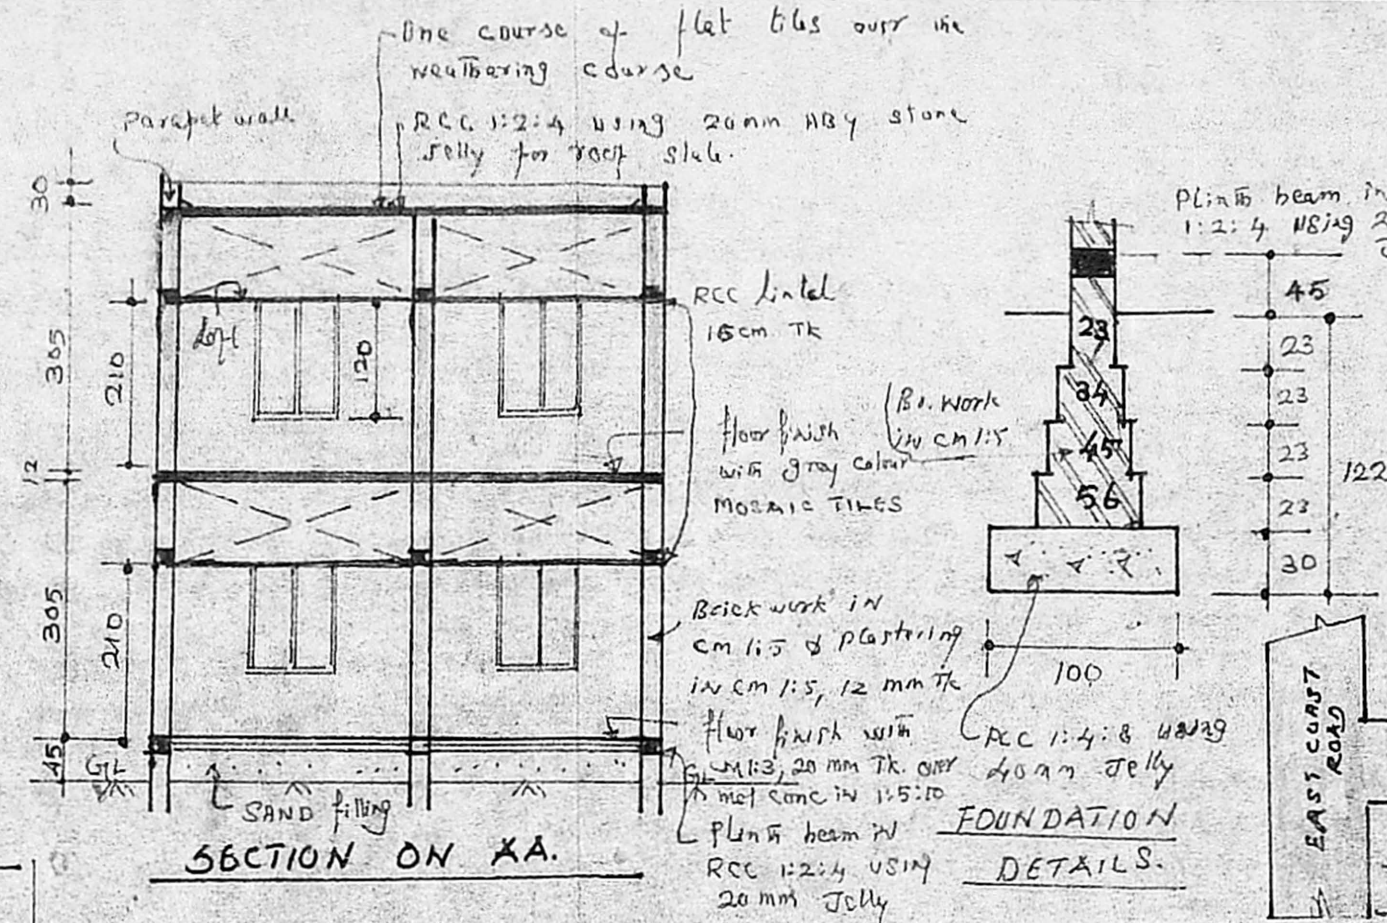 One course of flat tiles over the
weathering course
RCC 1:2:4 using 20mm HBG stone
Jelly for roof slab.
Parapet wall
30
305
210
12
305
210
45
GL
Loft
120
RCC Lintel
15cm TK
floor finish
with gray colour
MOSAIC TILES
Brick work in
CM 1:5 & plastering
in CM 1:5, 12 mm TK
floor finish with
CM 1:3, 20 mm TK. over
conc in 1:5:10
GL
Plinth beam in
RCC 1:2:4 using
20 mm Jelly
SAND filling
SECTION ON AA.
Plinth beam in
1:2:4 using 2
Br. work
in CM 1:5
23
34
45
56
45
23
23
23
23
30
122
100
PCC 1:4:8 using
40mm Jelly
FOUNDATION
DETAILS.
EAST COAST
ROAD